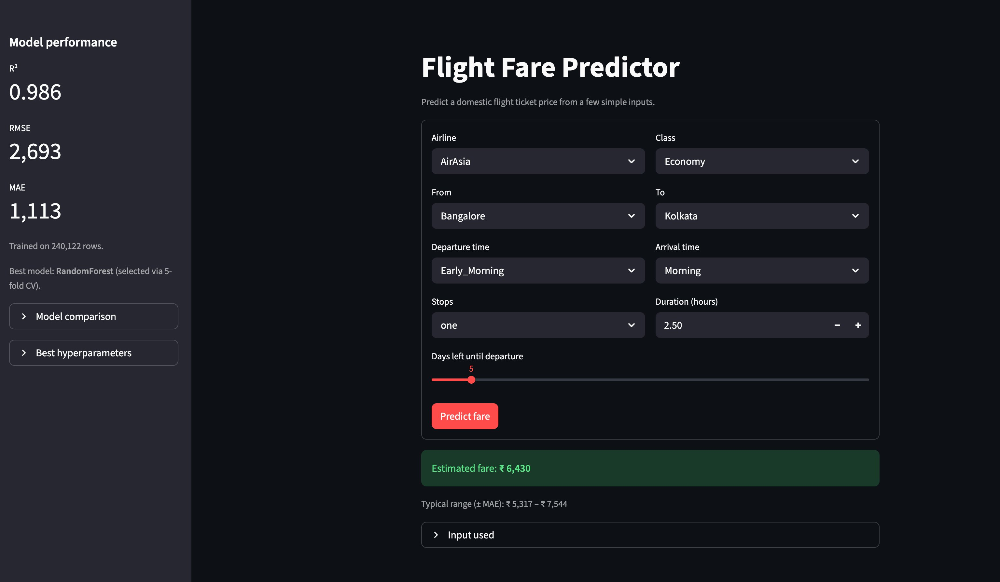 Model performance
R²
0.986
RMSE
2,693
MAE
1,113
Trained on 240,122 rows.
Best model: RandomForest (selected via 5-
fold CV).
Model comparison
Best hyperparameters
Flight Fare Predictor
Predict a domestic flight ticket price from a few simple inputs.
Airline
Class
AirAsia
Economy
From
To
Bangalore
Kolkata
Departure time
Arrival time
Early_Morning
Morning
Stops
Duration (hours)
one
2.50
Days left until departure
5
Predict fare
Estimated fare: ₹ 6,430
Typical range (± MAE): ₹ 5,317 – ₹ 7,544
Input used